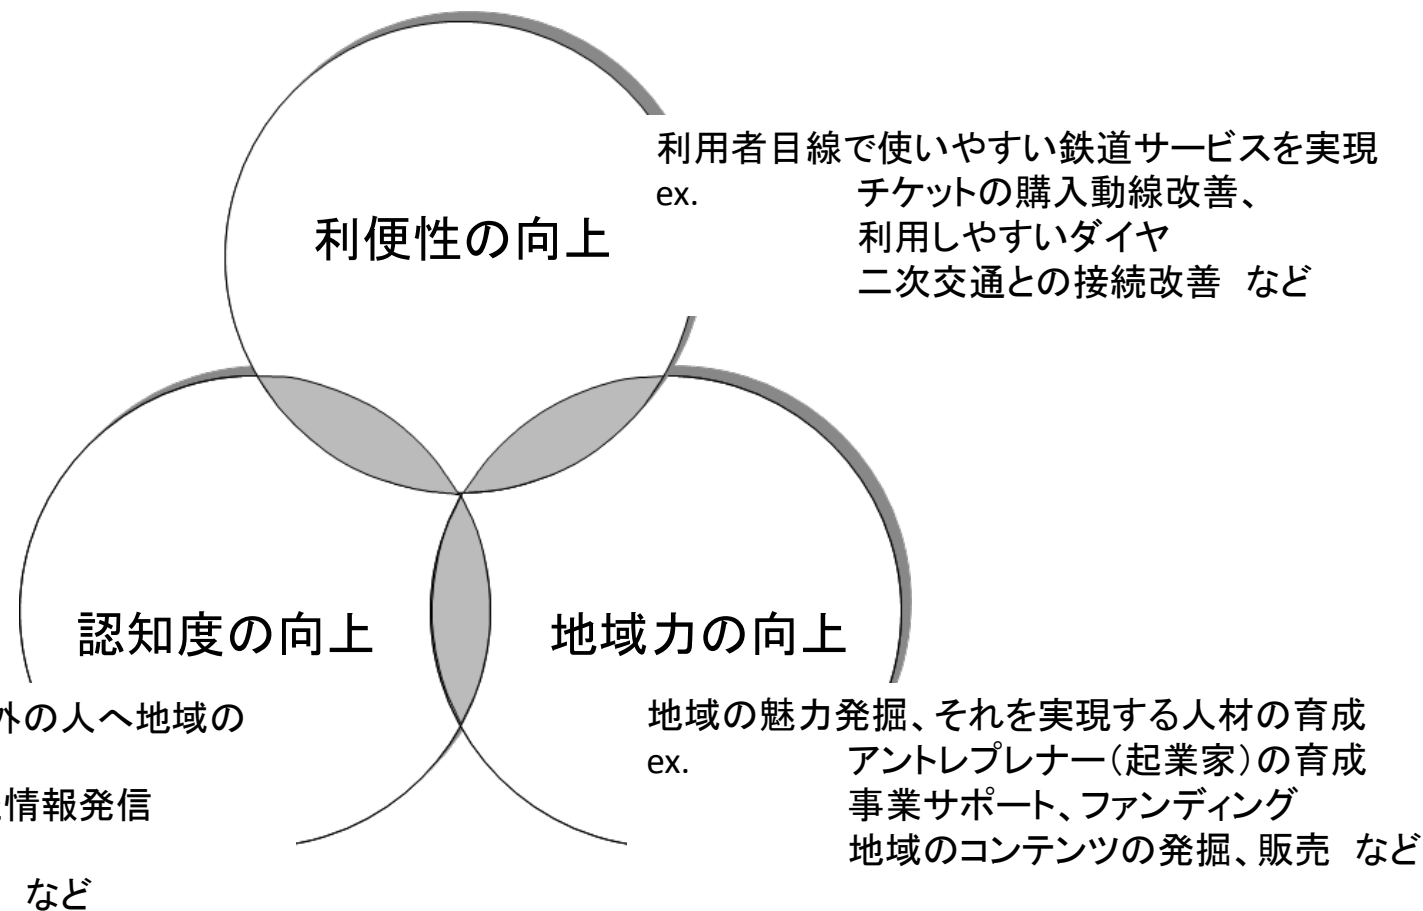 利用者目線で使いやすい鉄道サービスを実現
ex. チケットの購入動線改善、
利用しやすいダイヤ
二次交通との接続改善 など
利便性の向上
認知度の向上
地域力の向上
外の人へ地域の
情報発信
など
地域の魅力発掘、それを実現する人材の育成
ex. アントレプレナー（起業家）の育成
事業サポート、ファンディング
地域のコンテンツの発掘、販売 など